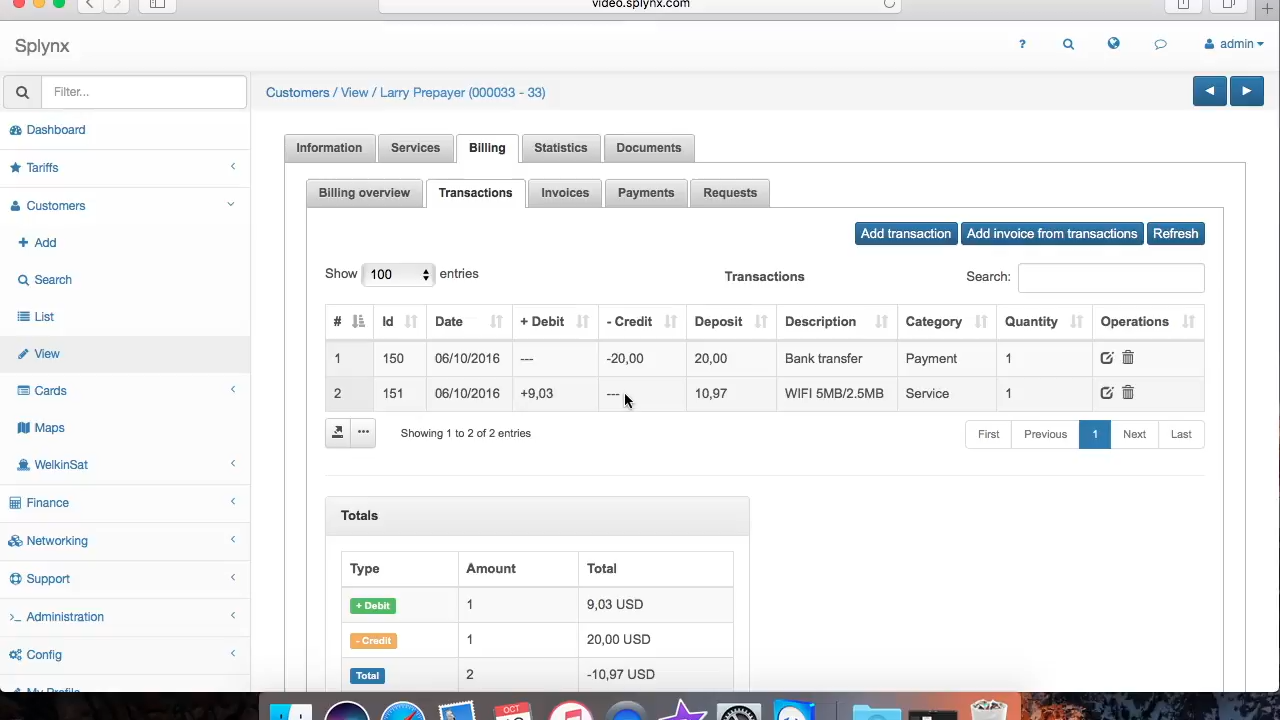 video.splynx.com
Splynx
?
admin
Filter...
Customers / View / Larry Prepayer (000033 - 33)
Dashboard
Tariffs
Customers
Add
Search
List
View
Cards
Maps
WelkinSat
Finance
Networking
Support
Administration
Config
My Profile
Information Services Billing Statistics Documents
Billing overview Transactions Invoices Payments Requests
Add transaction Add invoice from transactions Refresh
Show 100 entries Transactions Search:
# Id Date + Debit - Credit Deposit Description Category Quantity Operations
1 150 06/10/2016 --- -20,00 20,00 Bank transfer Payment 1
2 151 06/10/2016 +9,03 --- 10,97 WIFI 5MB/2.5MB Service 1
Showing 1 to 2 of 2 entries First Previous 1 Next Last
Totals
Type Amount Total
+ Debit 1 9,03 USD
- Credit 1 20,00 USD
Total 2 -10,97 USD
OCT